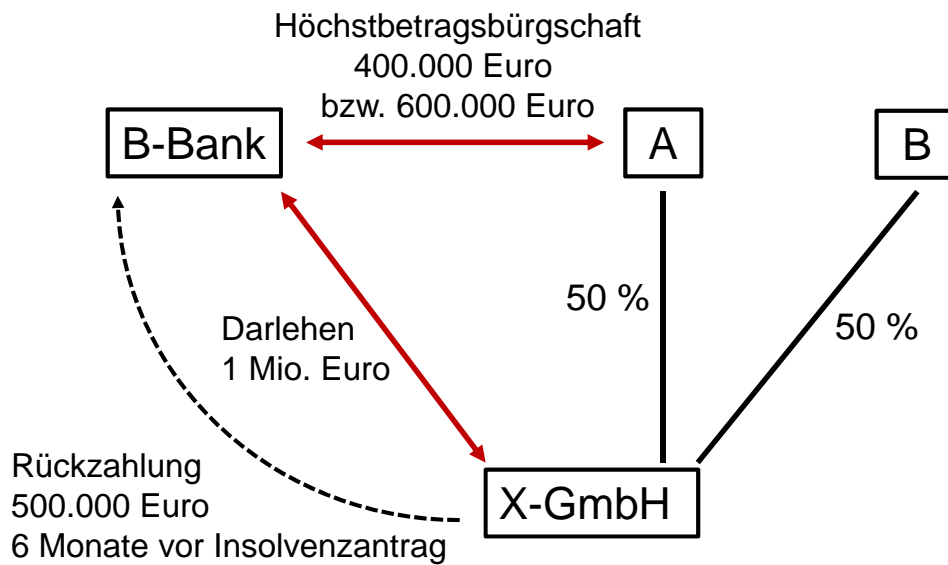 Höchstbetragsbürgschaft
400.000 Euro
bzw. 600.000 Euro
B-Bank
A
B
50 %
50 %
Darlehen
1 Mio. Euro
Rückzahlung
500.000 Euro
6 Monate vor Insolvenzantrag
X-GmbH